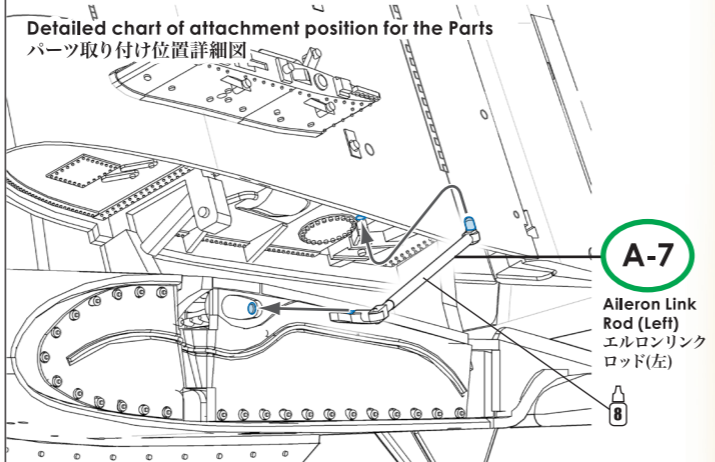 Detailed chart of attachment position for the Parts
パーツ取り付け位置詳細図
A-7
Aileron Link
Rod (Left)
エルロンリンク
ロッド(左)
8